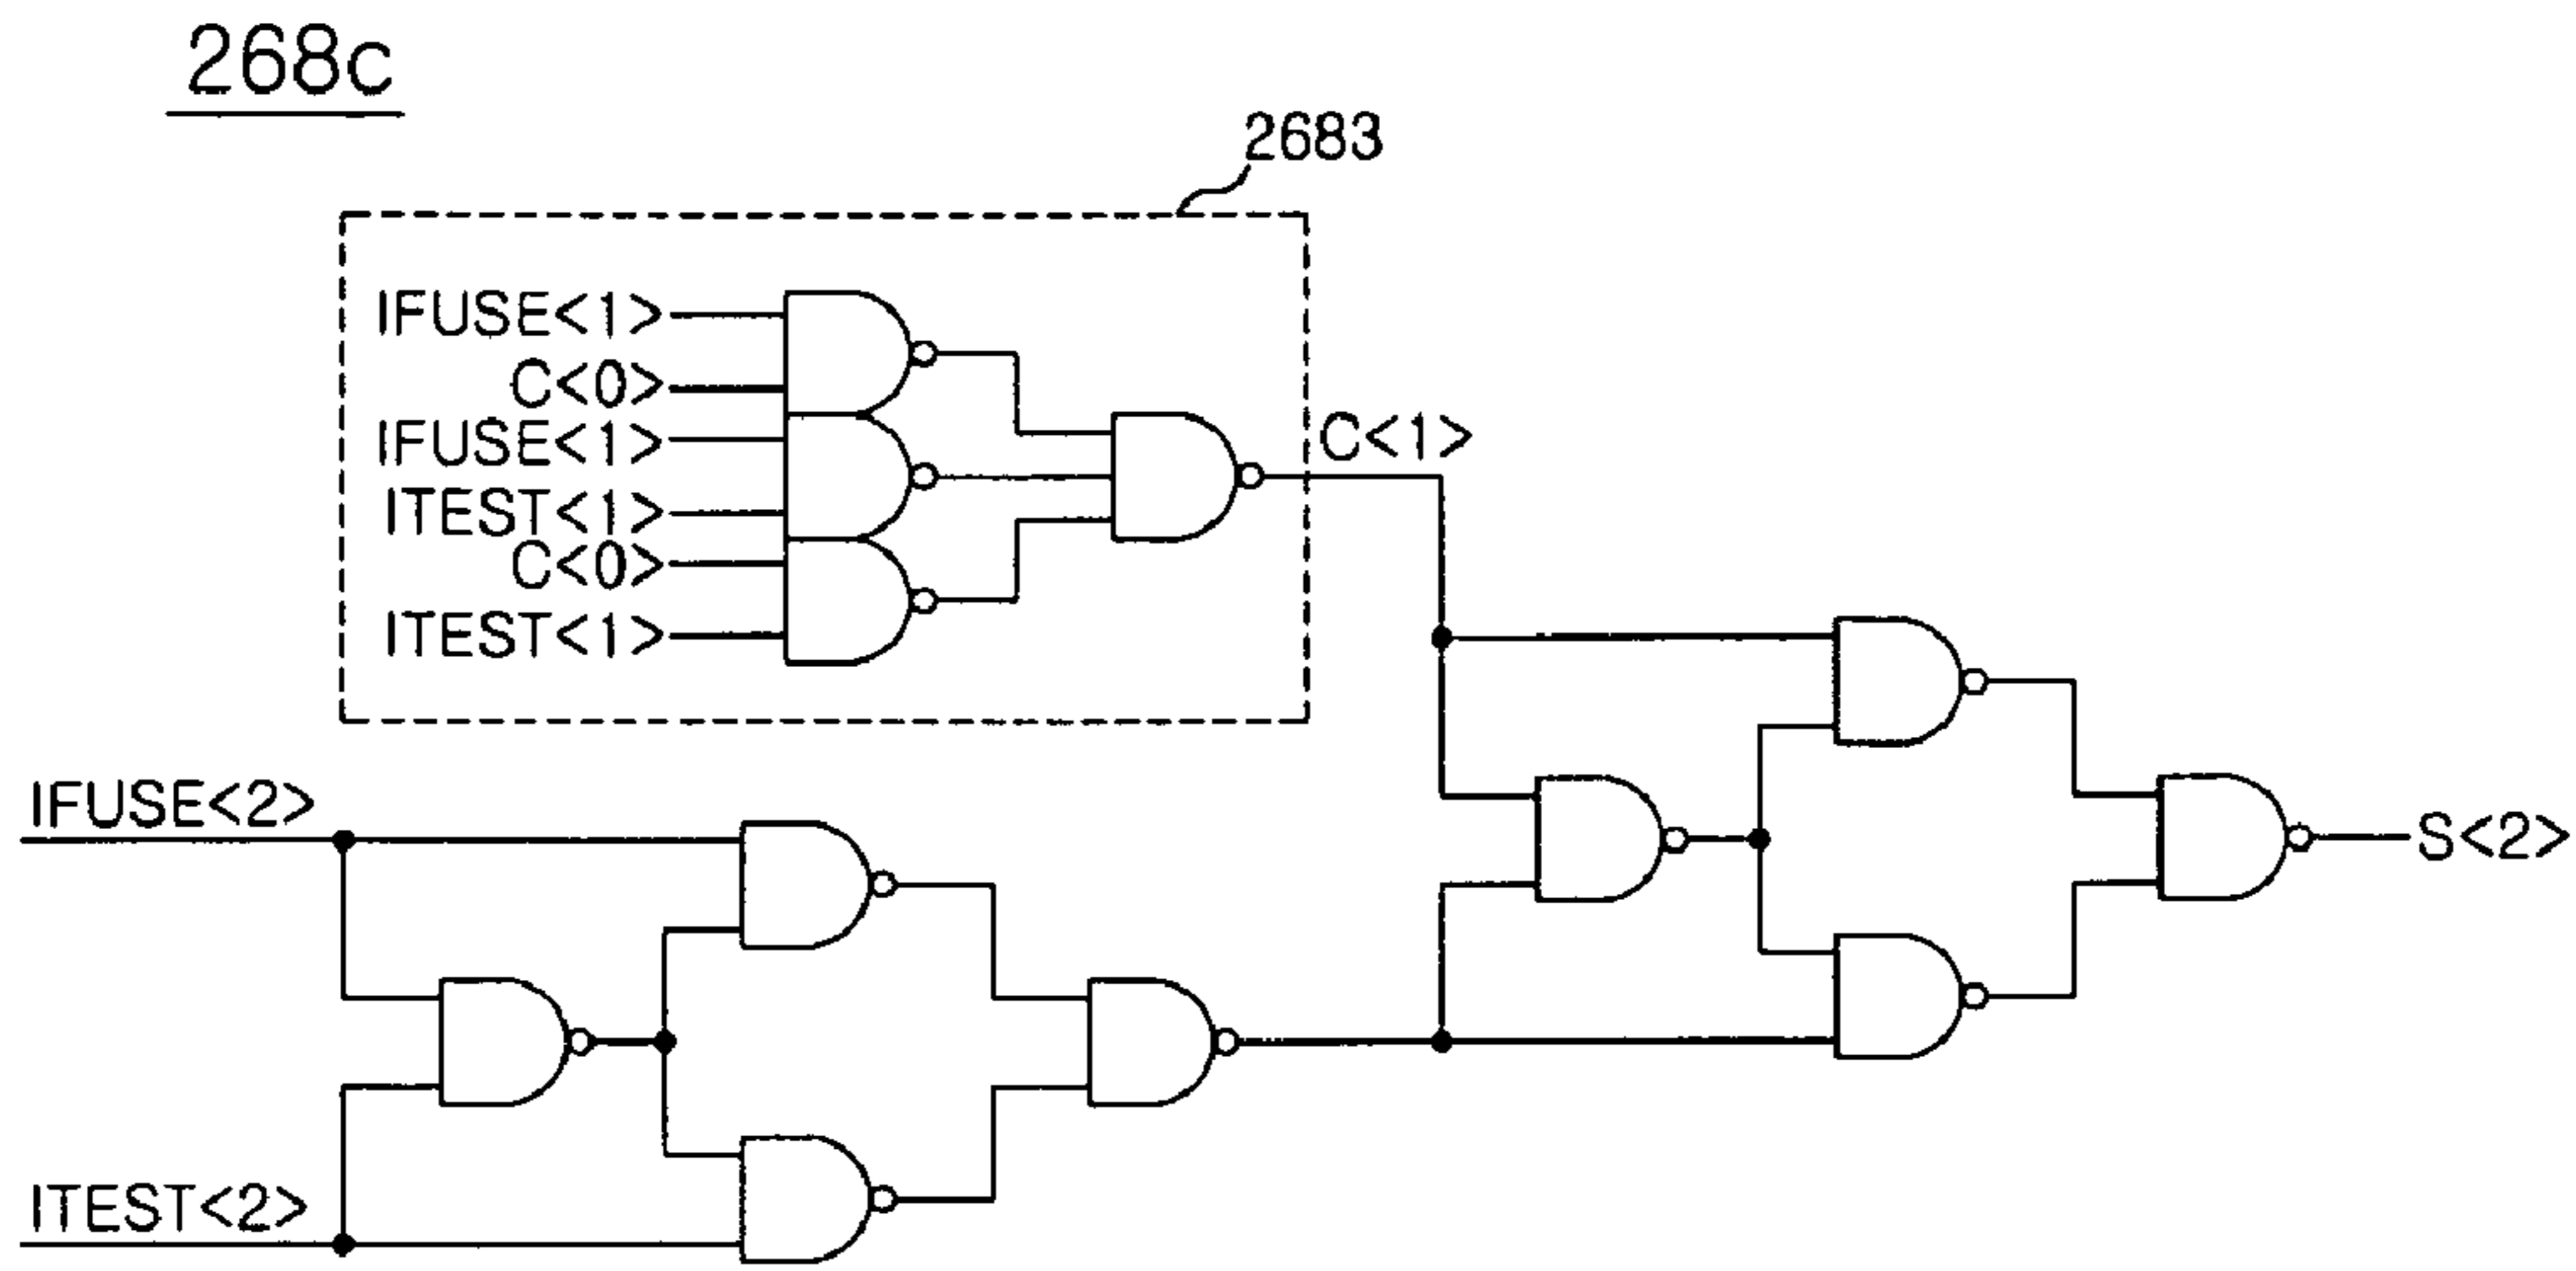 268c
2683
IFUSE<1>
C<0>
IFUSE<1>
C<1>
ITEST<1>
C<0>
ITEST<1>
IFUSE<2>
S<2>
ITEST<2>